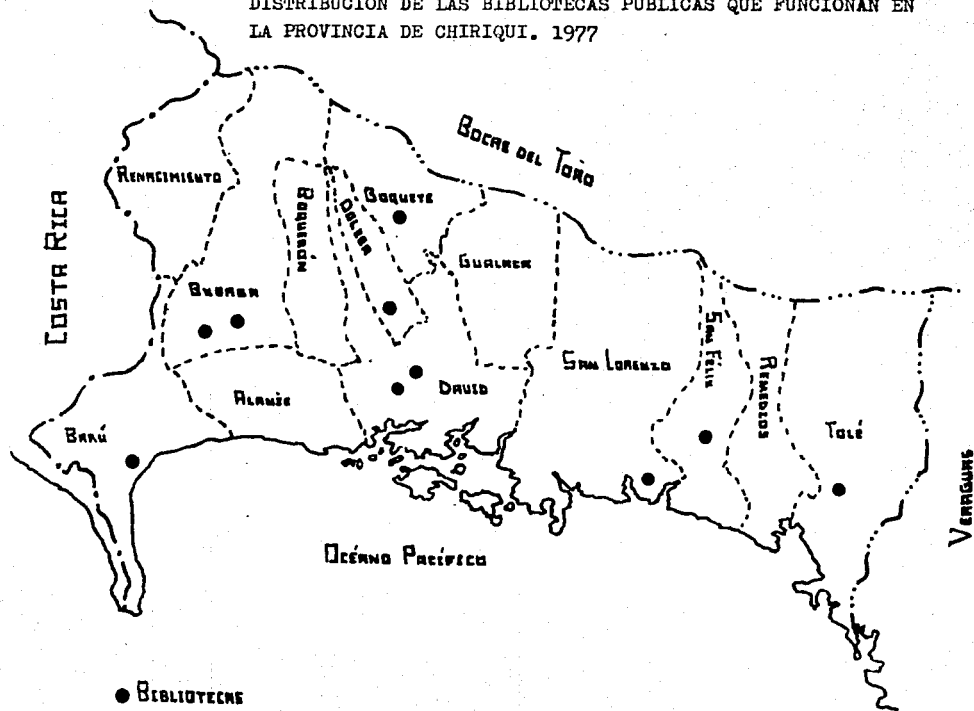 DISTRIBUCION DE LAS BIBLIOTECAS PUBLICAS QUE FUNCIONAN EN
LA PROVINCIA DE CHIRIQUI. 1977
BOCAS DEL TORO
RENACIMIENTO
COSTA RICA
BOQUERÓN
DOLEGA
BOQUETE
GUALACA
BUGABA
SAN LORENZO
SAN FÉLIX
REMEDIOS
ALANJE
DAVID
BARÚ
TOLÉ
VERAGUAS
OCÉANO PACÍFICO
BIBLIOTECAS